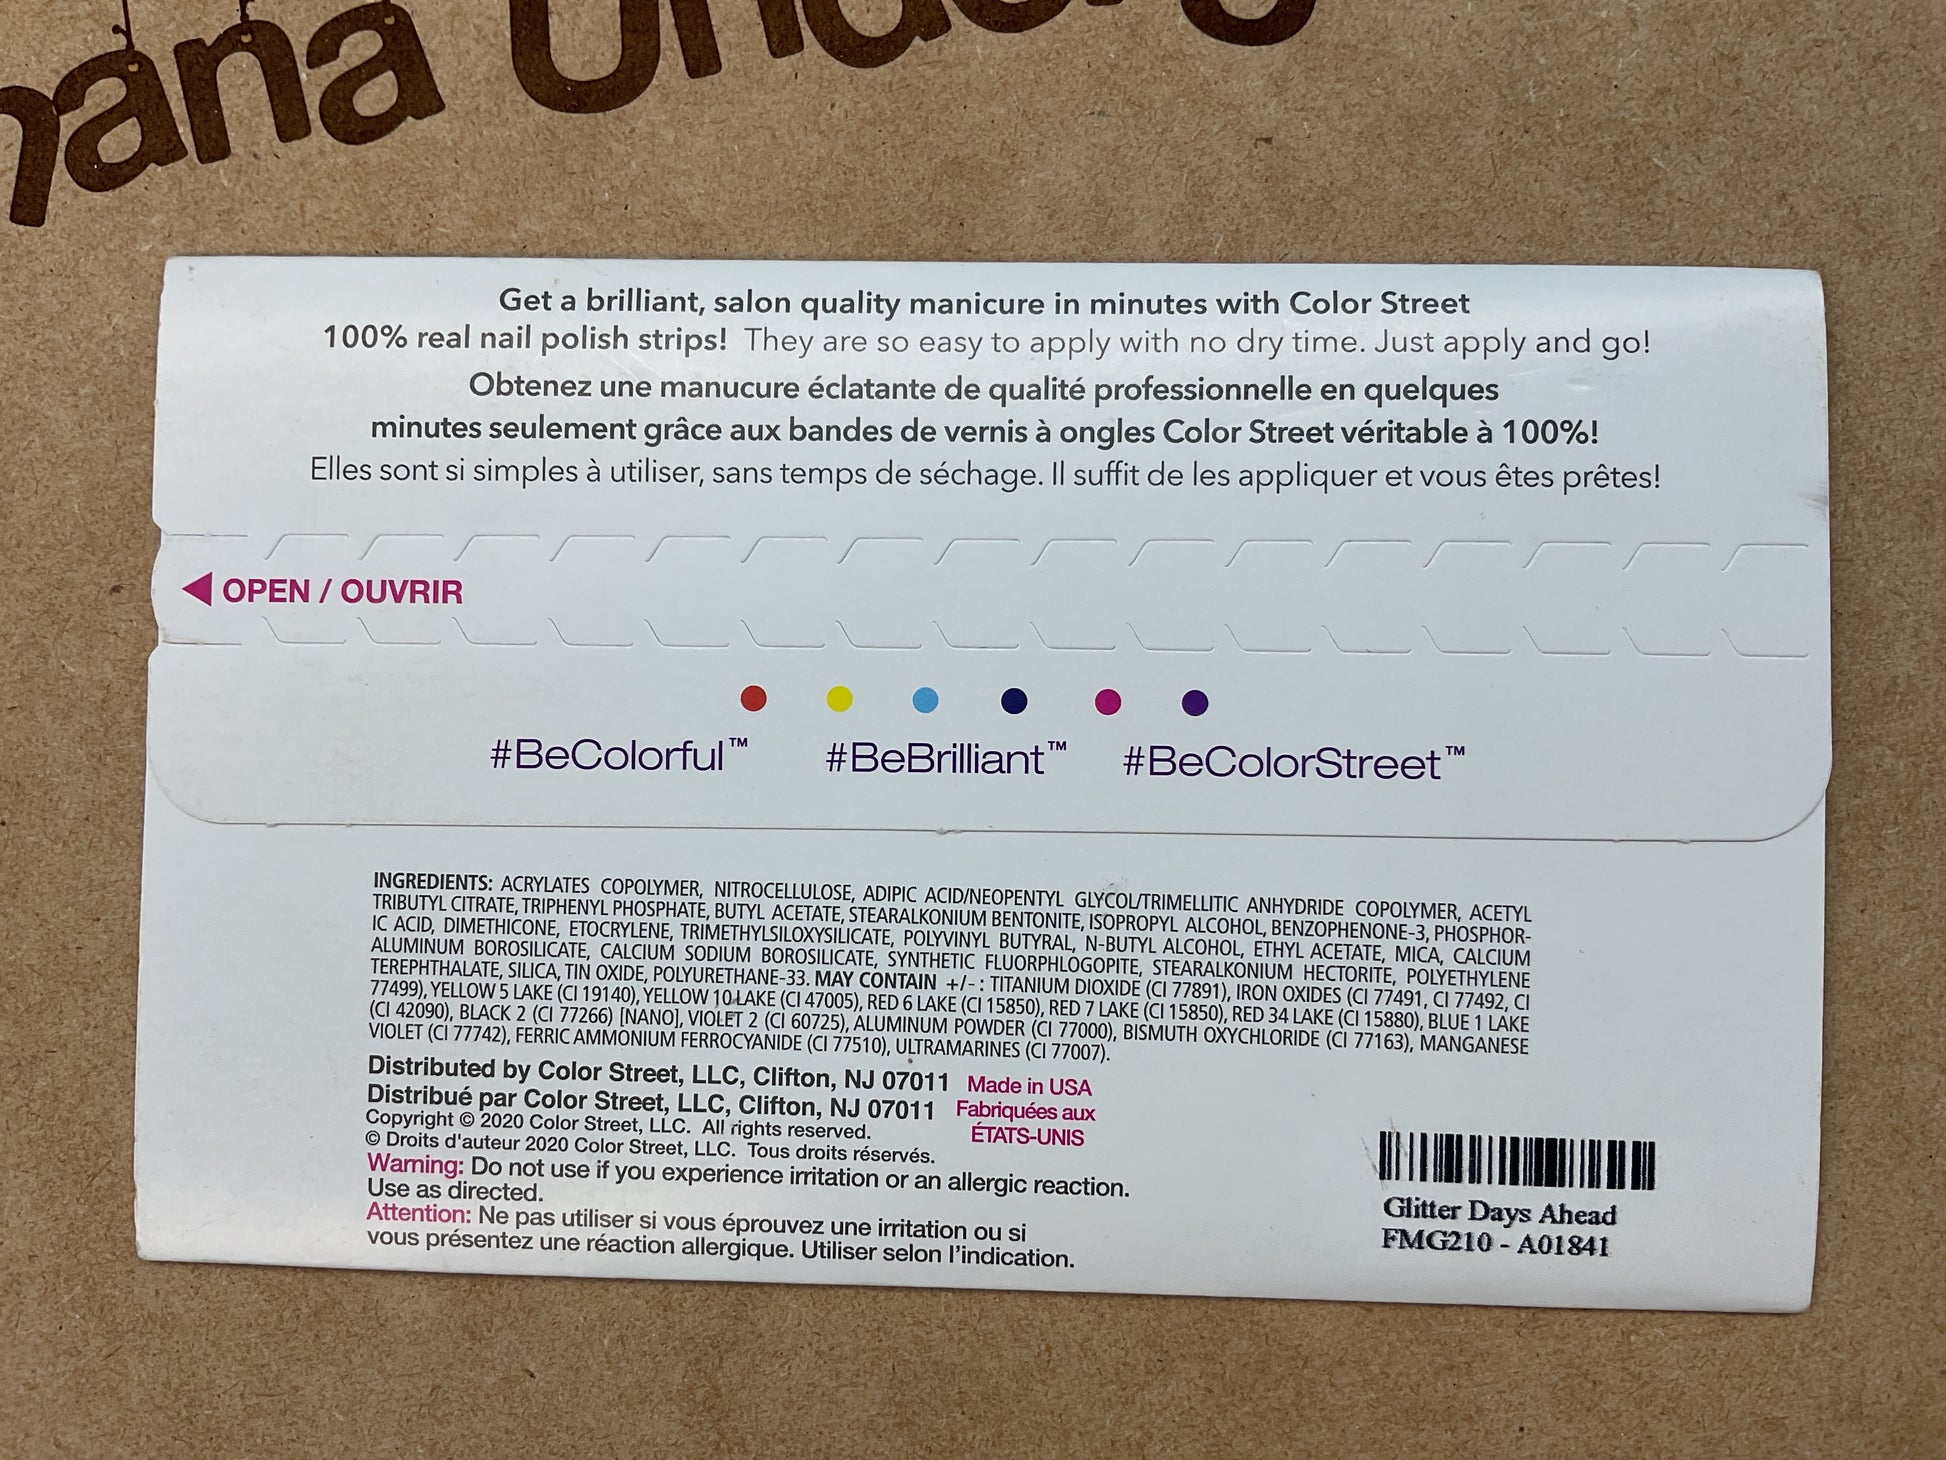 Get a brilliant, salon quality manicure in minutes with Color Street
100% real nail polish strips! They are so easy to apply with no dry time. Just apply and go!
Obtenez une manucure éclatante de qualité professionnelle en quelques
minutes seulement grâce aux bandes de vernis à ongles Color Street véritable à 100%!
Elles sont si simples à utiliser, sans temps de séchage. Il suffit de les appliquer et vous êtes prêtes!
OPEN / OUVRIR
#BeColorful™ #BeBrilliant™ #BeColorStreet™
INGREDIENTS: ACRYLATES COPOLYMER, NITROCELLULOSE, ADIPIC ACID/NEOPENTYL GLYCOL/TRIMELLITIC ANHYDRIDE COPOLYMER, ACETYL
TRIBUTYL CITRATE, TRIPHENYL PHOSPHATE, BUTYL ACETATE, STEARALKONIUM BENTONITE, ISOPROPYL ALCOHOL, BENZOPHENONE-3, PHOSPHOR-
IC ACID, DIMETHICONE, ETOCRYLENE, TRIMETHYLSILOXYSILICATE, POLYVINYL BUTYRAL, N-BUTYL ALCOHOL, ETHYL ACETATE, MICA, CALCIUM
ALUMINUM BOROSILICATE, CALCIUM SODIUM BOROSILICATE, SYNTHETIC FLUORPHLOGOPITE, STEARALKONIUM HECTORITE, POLYETHYLENE
TEREPHTHALATE, SILICA, TIN OXIDE, POLYURETHANE-33. MAY CONTAIN +/- : TITANIUM DIOXIDE (CI 77891), IRON OXIDES (CI 77491, CI 77492, CI
77499), YELLOW 5 LAKE (CI 19140), YELLOW 10 LAKE (CI 47005), RED 6 LAKE (CI 15850), RED 7 LAKE (CI 15850), RED 34 LAKE (CI 15880), BLUE 1 LAKE
(CI 42090), BLACK 2 (CI 77266) [NANO], VIOLET 2 (CI 60725), ALUMINUM POWDER (CI 77000), BISMUTH OXYCHLORIDE (CI 77163), MANGANESE
VIOLET (CI 77742), FERRIC AMMONIUM FERROCYANIDE (CI 77510), ULTRAMARINES (CI 77007).
Distributed by Color Street, LLC, Clifton, NJ 07011
Distribué par Color Street, LLC, Clifton, NJ 07011
Made in USA
Fabriquées aux
ÉTATS-UNIS
Copyright © 2020 Color Street, LLC. All rights reserved.
© Droits d'auteur 2020 Color Street, LLC. Tous droits réservés.
Warning: Do not use if you experience irritation or an allergic reaction.
Use as directed.
Attention: Ne pas utiliser si vous éprouvez une irritation ou si
vous présentez une réaction allergique. Utiliser selon l'indication.
Glitter Days Ahead
FMG210 - A01841